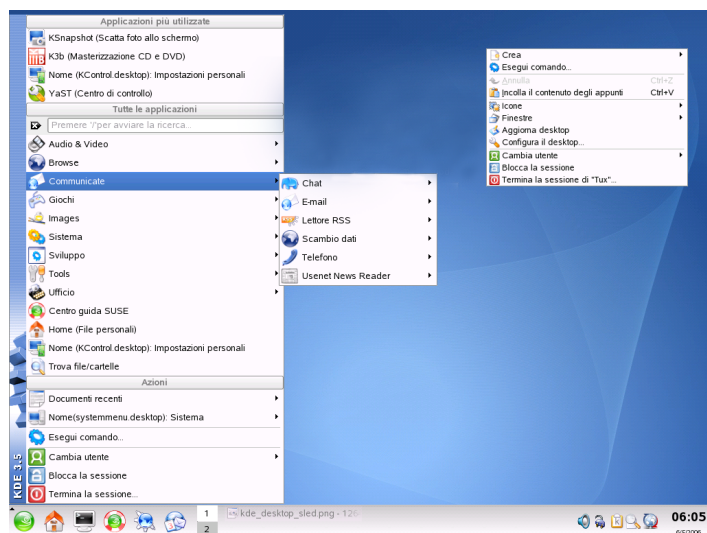 Applicazioni più utilizzate
KSnapshot (Scatta foto allo schermo)
K3b (Masterizzazione CD e DVD)
Nome (KControl.desktop): Impostazioni personali
YaST (Centro di controllo)
Tutte le applicazioni
Premere '/'per avviare la ricerca...
Audio & Video
Browse
Communicate
Giochi
Images
Sistema
Sviluppo
Tools
Ufficio
Centro guida SUSE
Home (File personali)
Nome (KControl.desktop): Impostazioni personali
Trova file/cartelle
Azioni
Documenti recenti
Nome(systemmenu.desktop): Sistema
Esegui comando...
Cambia utente
Blocca la sessione
Termina la sessione...
KDE 3.5
Chat
E-mail
Lettore RSS
Scambio dati
Telefono
Usenet News Reader
Crea
Esegui comando...
Annulla Ctrl+Z
Incolla il contenuto degli appunti Ctrl+V
Icone
Finestre
Aggiorna desktop
Configura il desktop...
Cambia utente
Blocca la sessione
Termina la sessione di "Tux"...
1
2
kde_desktop_sled.png - 126
06:05